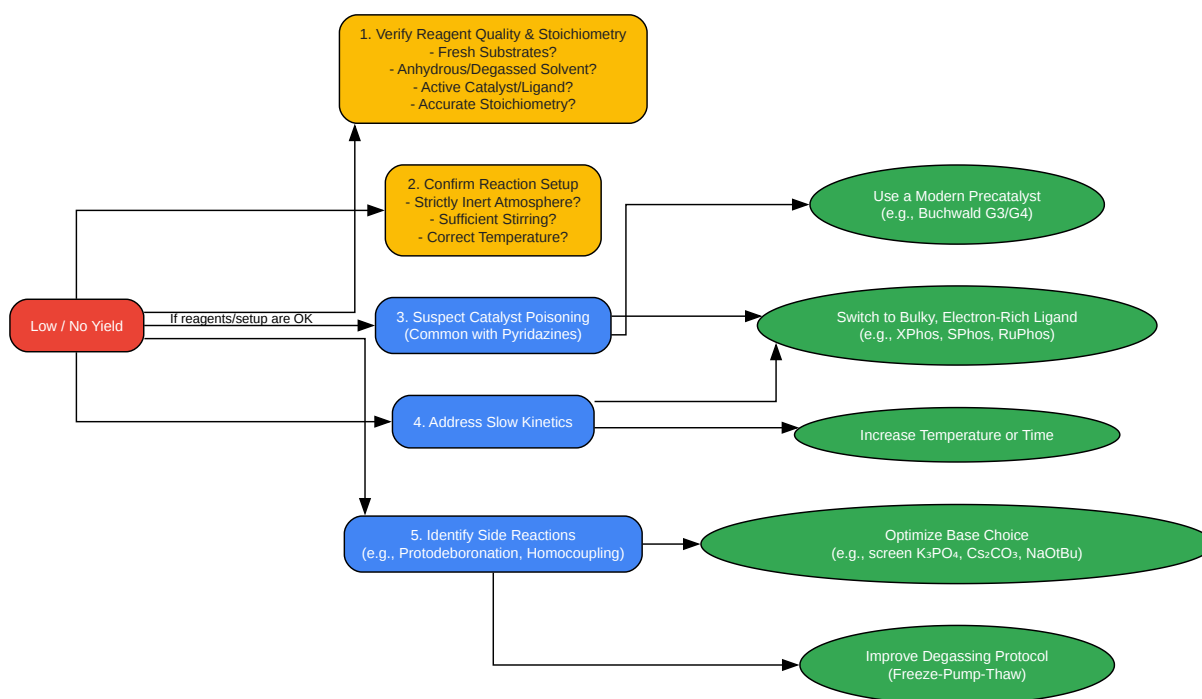 1. Verify Reagent Quality & Stoichiometry
- Fresh Substrates?
- Anhydrous/Degassed Solvent?
- Active Catalyst/Ligand?
- Accurate Stoichiometry?
2. Confirm Reaction Setup
- Strictly Inert Atmosphere?
- Sufficient Stirring?
- Correct Temperature?
Use a Modern Precatalyst
(e.g., Buchwald G3/G4)
Low / No Yield
If reagents/setup are OK
3. Suspect Catalyst Poisoning
(Common with Pyridazines)
Switch to Bulky, Electron-Rich Ligand
(e.g., XPhos, SPhos, RuPhos)
4. Address Slow Kinetics
Increase Temperature or Time
5. Identify Side Reactions
(e.g., Protodeboronation, Homocoupling)
Optimize Base Choice
(e.g., screen K₃PO₄, Cs₂CO₃, NaOtBu)
Improve Degassing Protocol
(Freeze-Pump-Thaw)